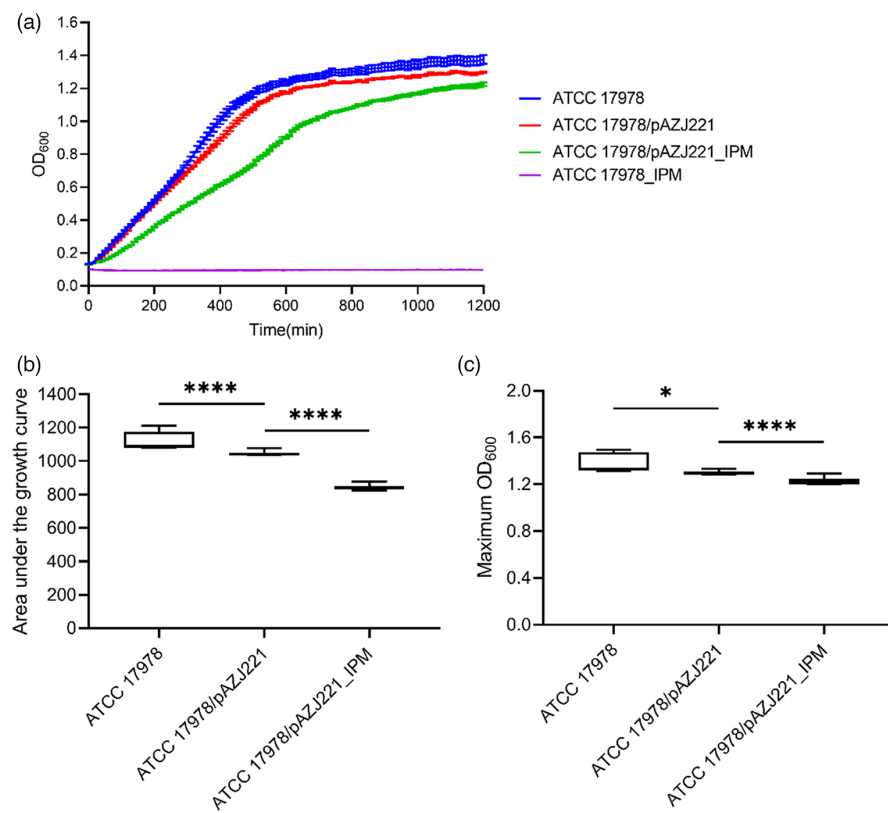 (a)
1.6
1.4
1.2
1.0
0.8
0.6
0.4
0.2
0.0
OD600
0 200 400 600 800 1000 1200
Time(min)
ATCC 17978
ATCC 17978/pAZJ221
ATCC 17978/pAZJ221_IPM
ATCC 17978_IPM
(b)
1400
1200
1000
800
600
400
200
0
Area under the growth curve
****
****
ATCC 17978
ATCC 17978/pAZJ221
ATCC 17978/pAZJ221_IPM
(c)
2.0
1.6
1.2
0.8
0.4
0.0
Maximum OD600
*
****
ATCC 17978
ATCC 17978/pAZJ221
ATCC 17978/pAZJ221_IPM